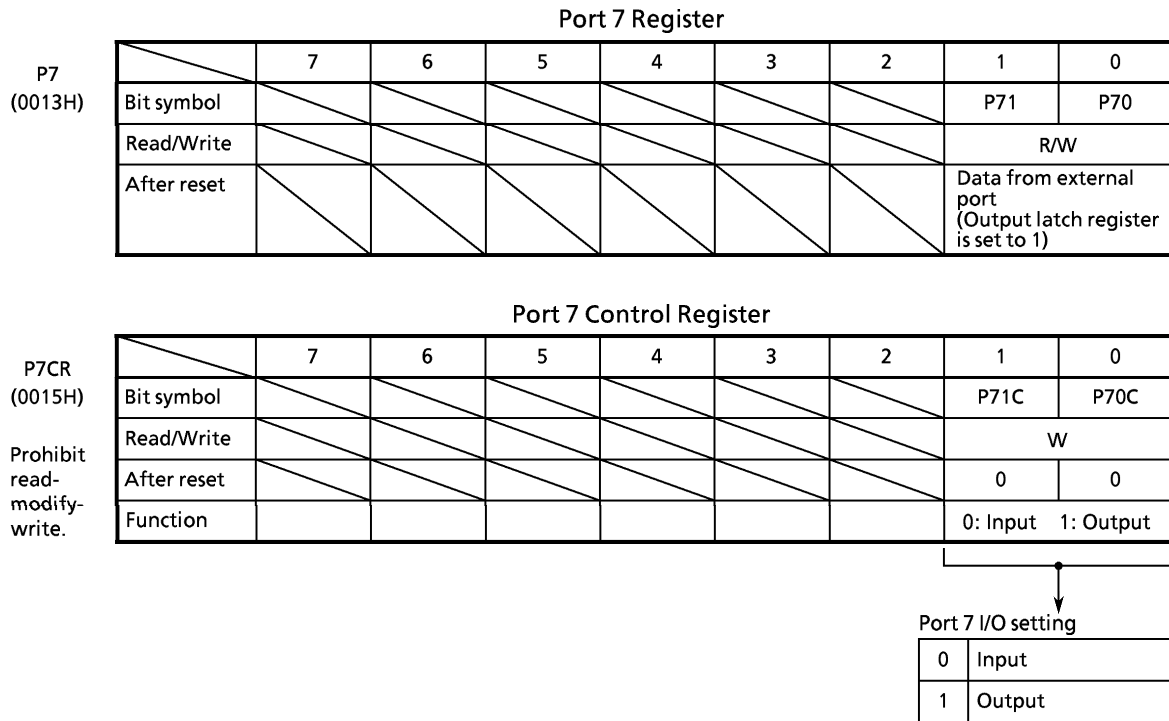 Port 7 Register
P7
(0013H)
7 6 5 4 3 2 1 0
Bit symbol P71 P70
Read/Write R/W
After reset Data from external
port
(Output latch register
is set to 1)
Port 7 Control Register
P7CR
(0015H)
Prohibit
read-
modify-
write.
7 6 5 4 3 2 1 0
Bit symbol P71C P70C
Read/Write W
After reset 0 0
Function 0: Input 1: Output
Port 7 I/O setting
0 Input
1 Output